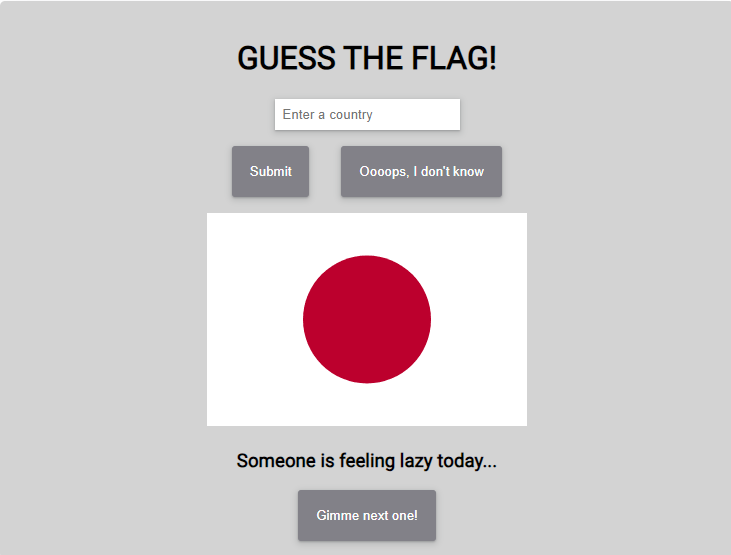 GUESS THE FLAG!
Enter a country
Submit
Oooops, I don't know
Someone is feeling lazy today...
Gimme next one!